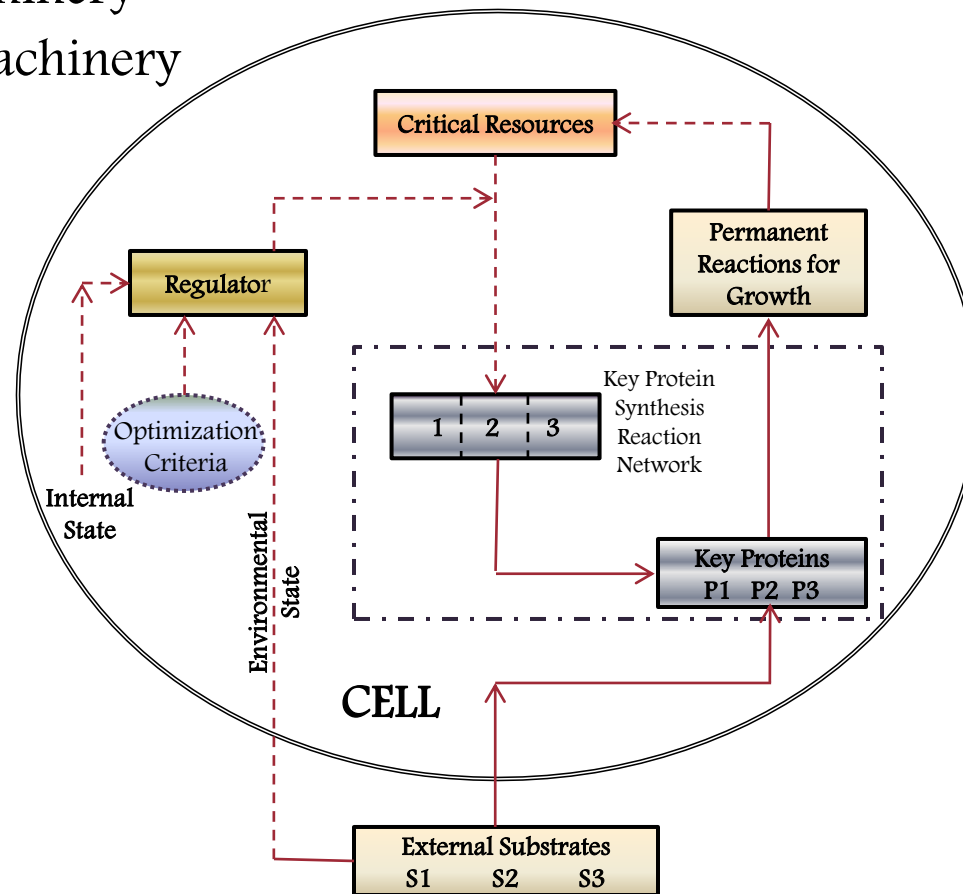 achinery
Critical Resources
Permanent
Reactions for
Growth
Regulator
Key Protein
Synthesis
Reaction
Network
1 2 3
Optimization
Criteria
Internal
State
Environmental
State
Key Proteins
P1 P2 P3
CELL
External Substrates
S1 S2 S3